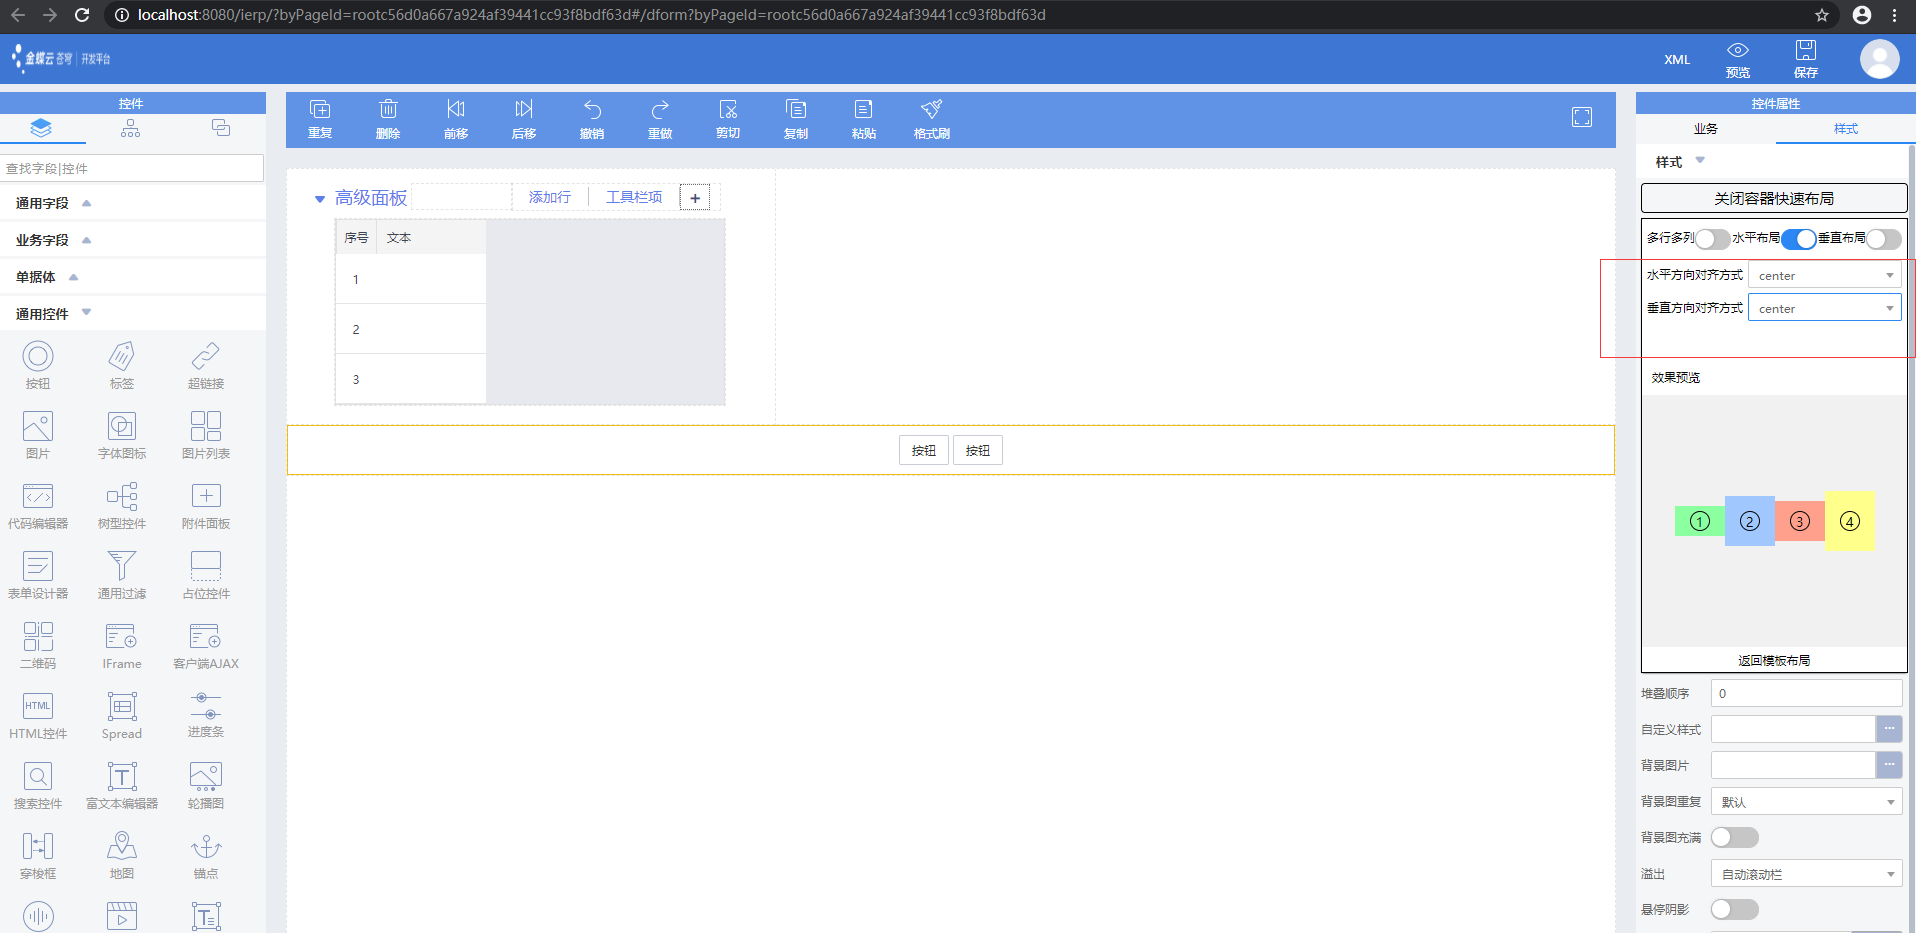 localhost:8080/ierp/?byPageId=rootc56d0a667a924af39441cc93f8bdf63d#/dform?byPageId=rootc56d0a667a924af39441cc93f8bdf63d
金蝶云 苍穹 | 开发平台
XML
预览
保存
控件
查找字段|控件
通用字段
业务字段
单据体
通用控件
按钮
标签
超链接
图片
字体图标
图片列表
代码编辑器
树型控件
附件面板
表单设计器
通用过滤
占位控件
二维码
IFrame
客户端AJAX
HTML
HTML控件
Spread
进度条
搜索控件
富文本编辑器
轮播图
穿梭框
地图
锚点
重复
删除
前移
后移
撤销
重做
剪切
复制
粘贴
格式刷
高级面板
添加行
工具栏项
+
序号
文本
1
2
3
按钮
按钮
控件属性
业务
样式
样式
关闭容器快速布局
多行多列
水平布局
垂直布局
水平方向对齐方式
center
垂直方向对齐方式
center
效果预览
①
②
③
④
返回模板布局
堆叠顺序
0
自定义样式
...
背景图片
...
背景图重复
默认
背景图充满
溢出
自动滚动栏
悬停阴影